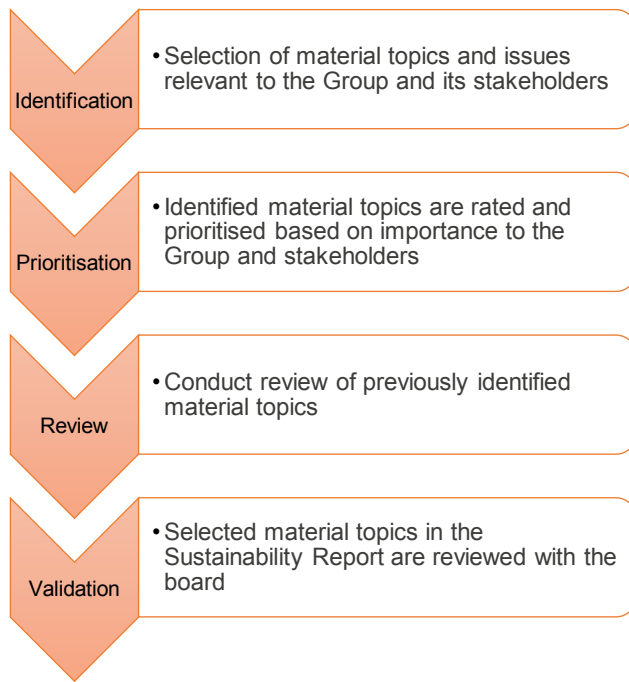 Identification
• Selection of material topics and issues
relevant to the Group and its stakeholders
Prioritisation
• Identified material topics are rated and
prioritised based on importance to the
Group and stakeholders
Review
• Conduct review of previously identified
material topics
Validation
• Selected material topics in the
Sustainability Report are reviewed with the
board